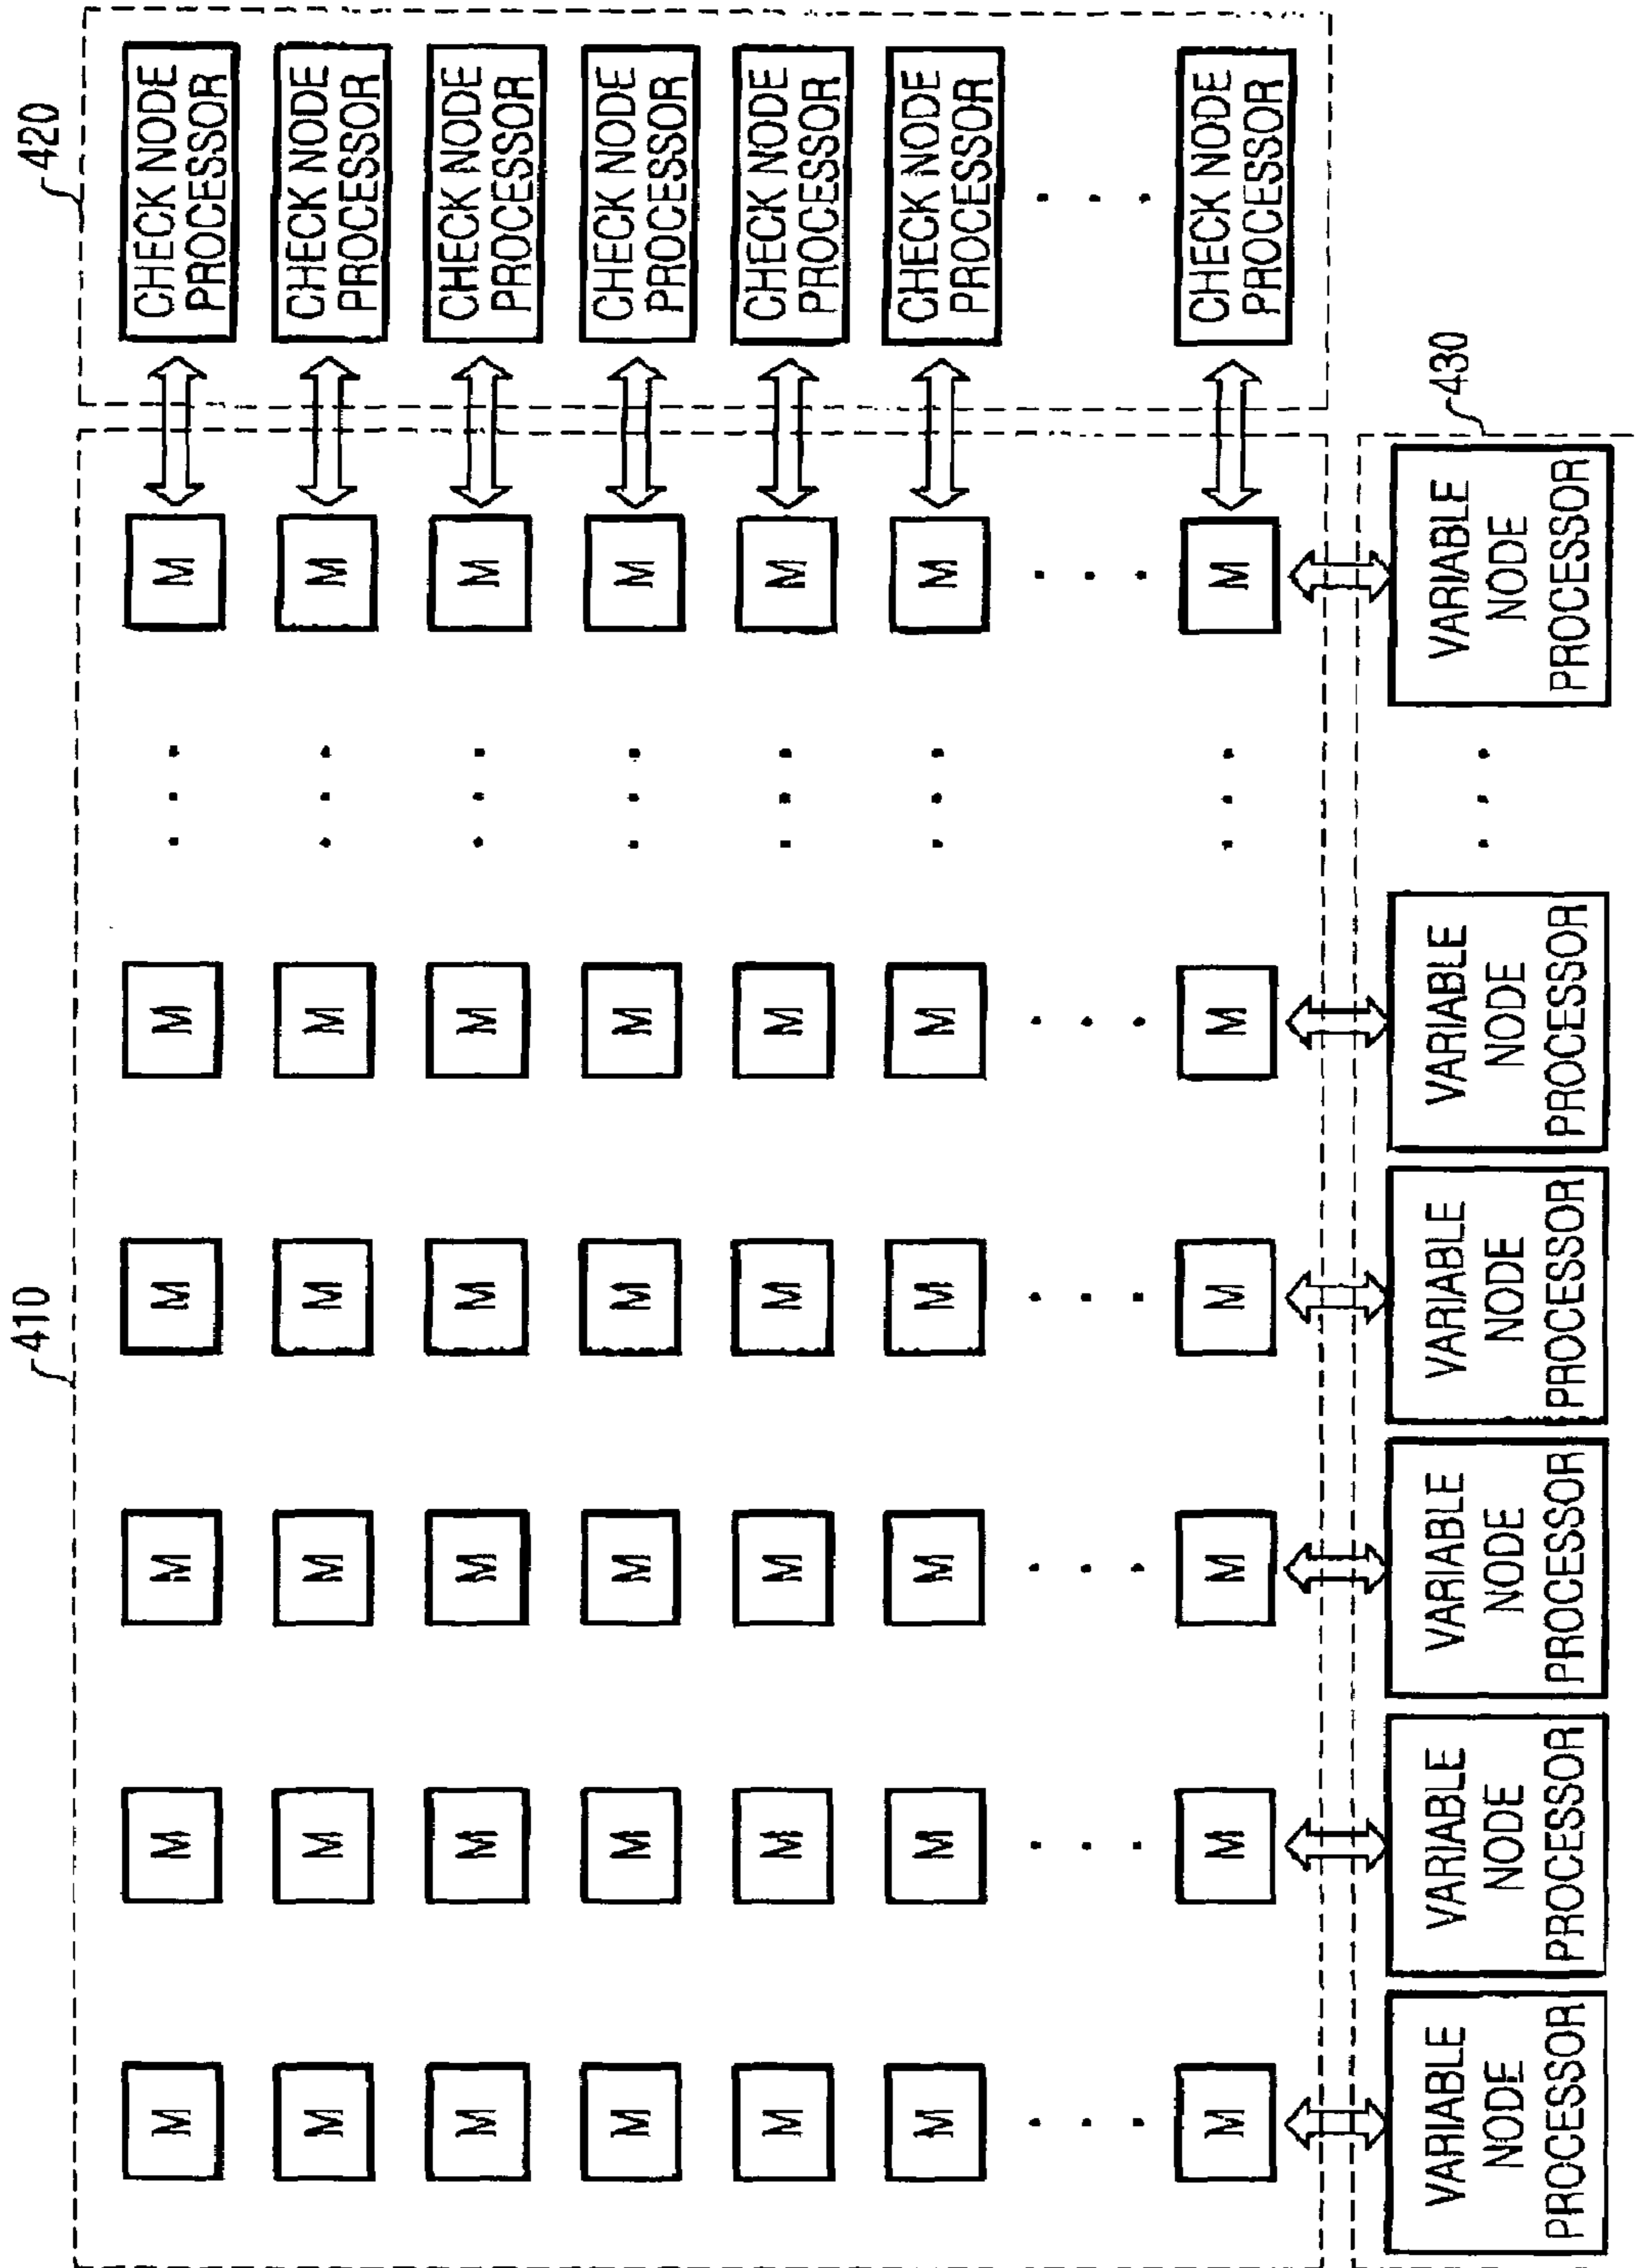 410
420
M M M M M M CHECK NODE
PROCESSOR
M M M M M M CHECK NODE
PROCESSOR
M M M M M M CHECK NODE
PROCESSOR
M M M M M M CHECK NODE
PROCESSOR
M M M M M M CHECK NODE
PROCESSOR
M M M M M M CHECK NODE
PROCESSOR
M M M M M M CHECK NODE
PROCESSOR
VARIABLE
NODE
PROCESSOR
VARIABLE
NODE
PROCESSOR
VARIABLE
NODE
PROCESSOR
VARIABLE
NODE
PROCESSOR
VARIABLE
NODE
PROCESSOR
VARIABLE
NODE
PROCESSOR
430